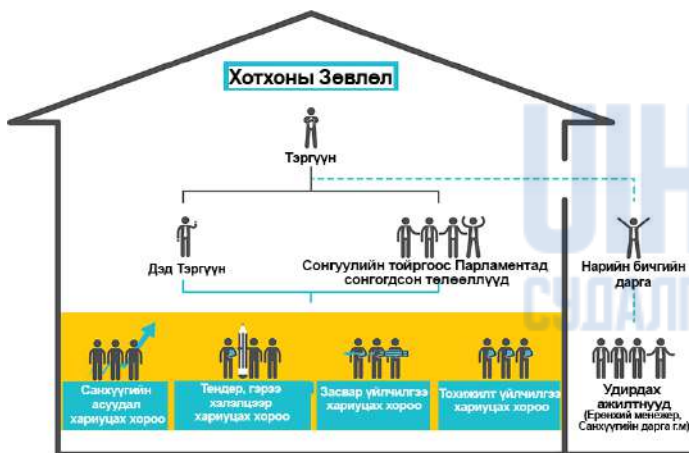 Хотхоны Зөвлөл
Тэргүүн
Дэд Тэргүүн
Сонгуулийн тойргоос Парламентад
сонгогдсон төлөөллүүд
Нарийн бичгийн
дарга
Санхүүгийн
асуудал
хариуцах хороо
Тендер, гэрээ
хэлэлцээр
хариуцах хороо
Засвар үйлчилгээ
хариуцах хороо
Тохижилт үйлчилгээ
хариуцах хороо
Удирдах
ажилтнууд
(Ерөнхий менежер,
Санхүүгийн дарга г.м)